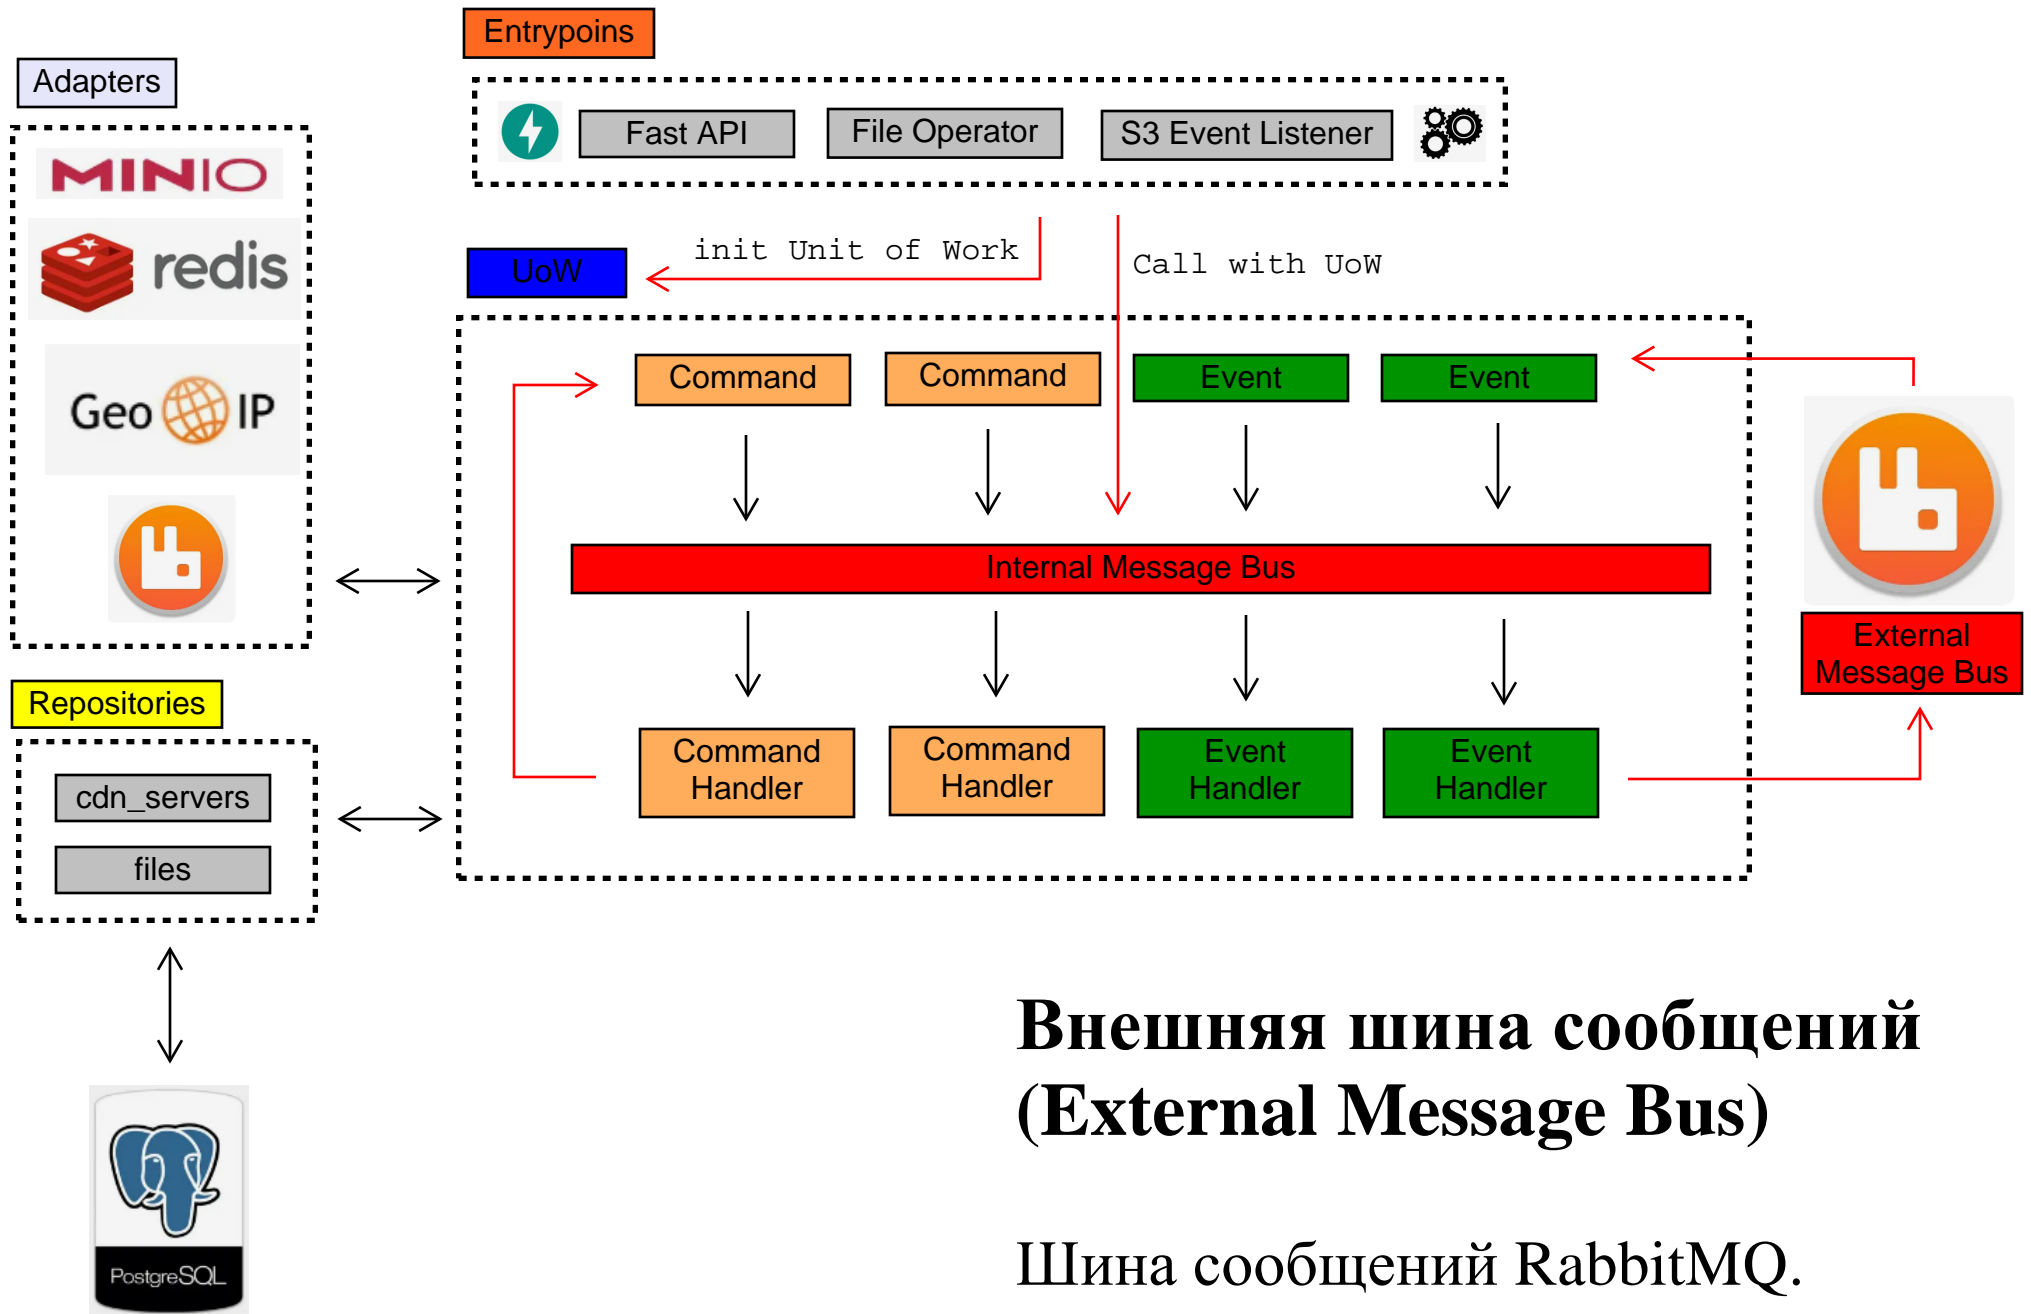 Entrypoins
Adapters
Fast API
File Operator
S3 Event Listener
MINIO
redis
UoW
init Unit of Work
Call with UoW
Geo IP
Command
Command
Event
Event
Internal Message Bus
External
Message Bus
Repositories
cdn_servers
files
Command
Handler
Command
Handler
Event
Handler
Event
Handler
PostgreSQL
Внешняя шина сообщений
(External Message Bus)
Шина сообщений RabbitMQ.